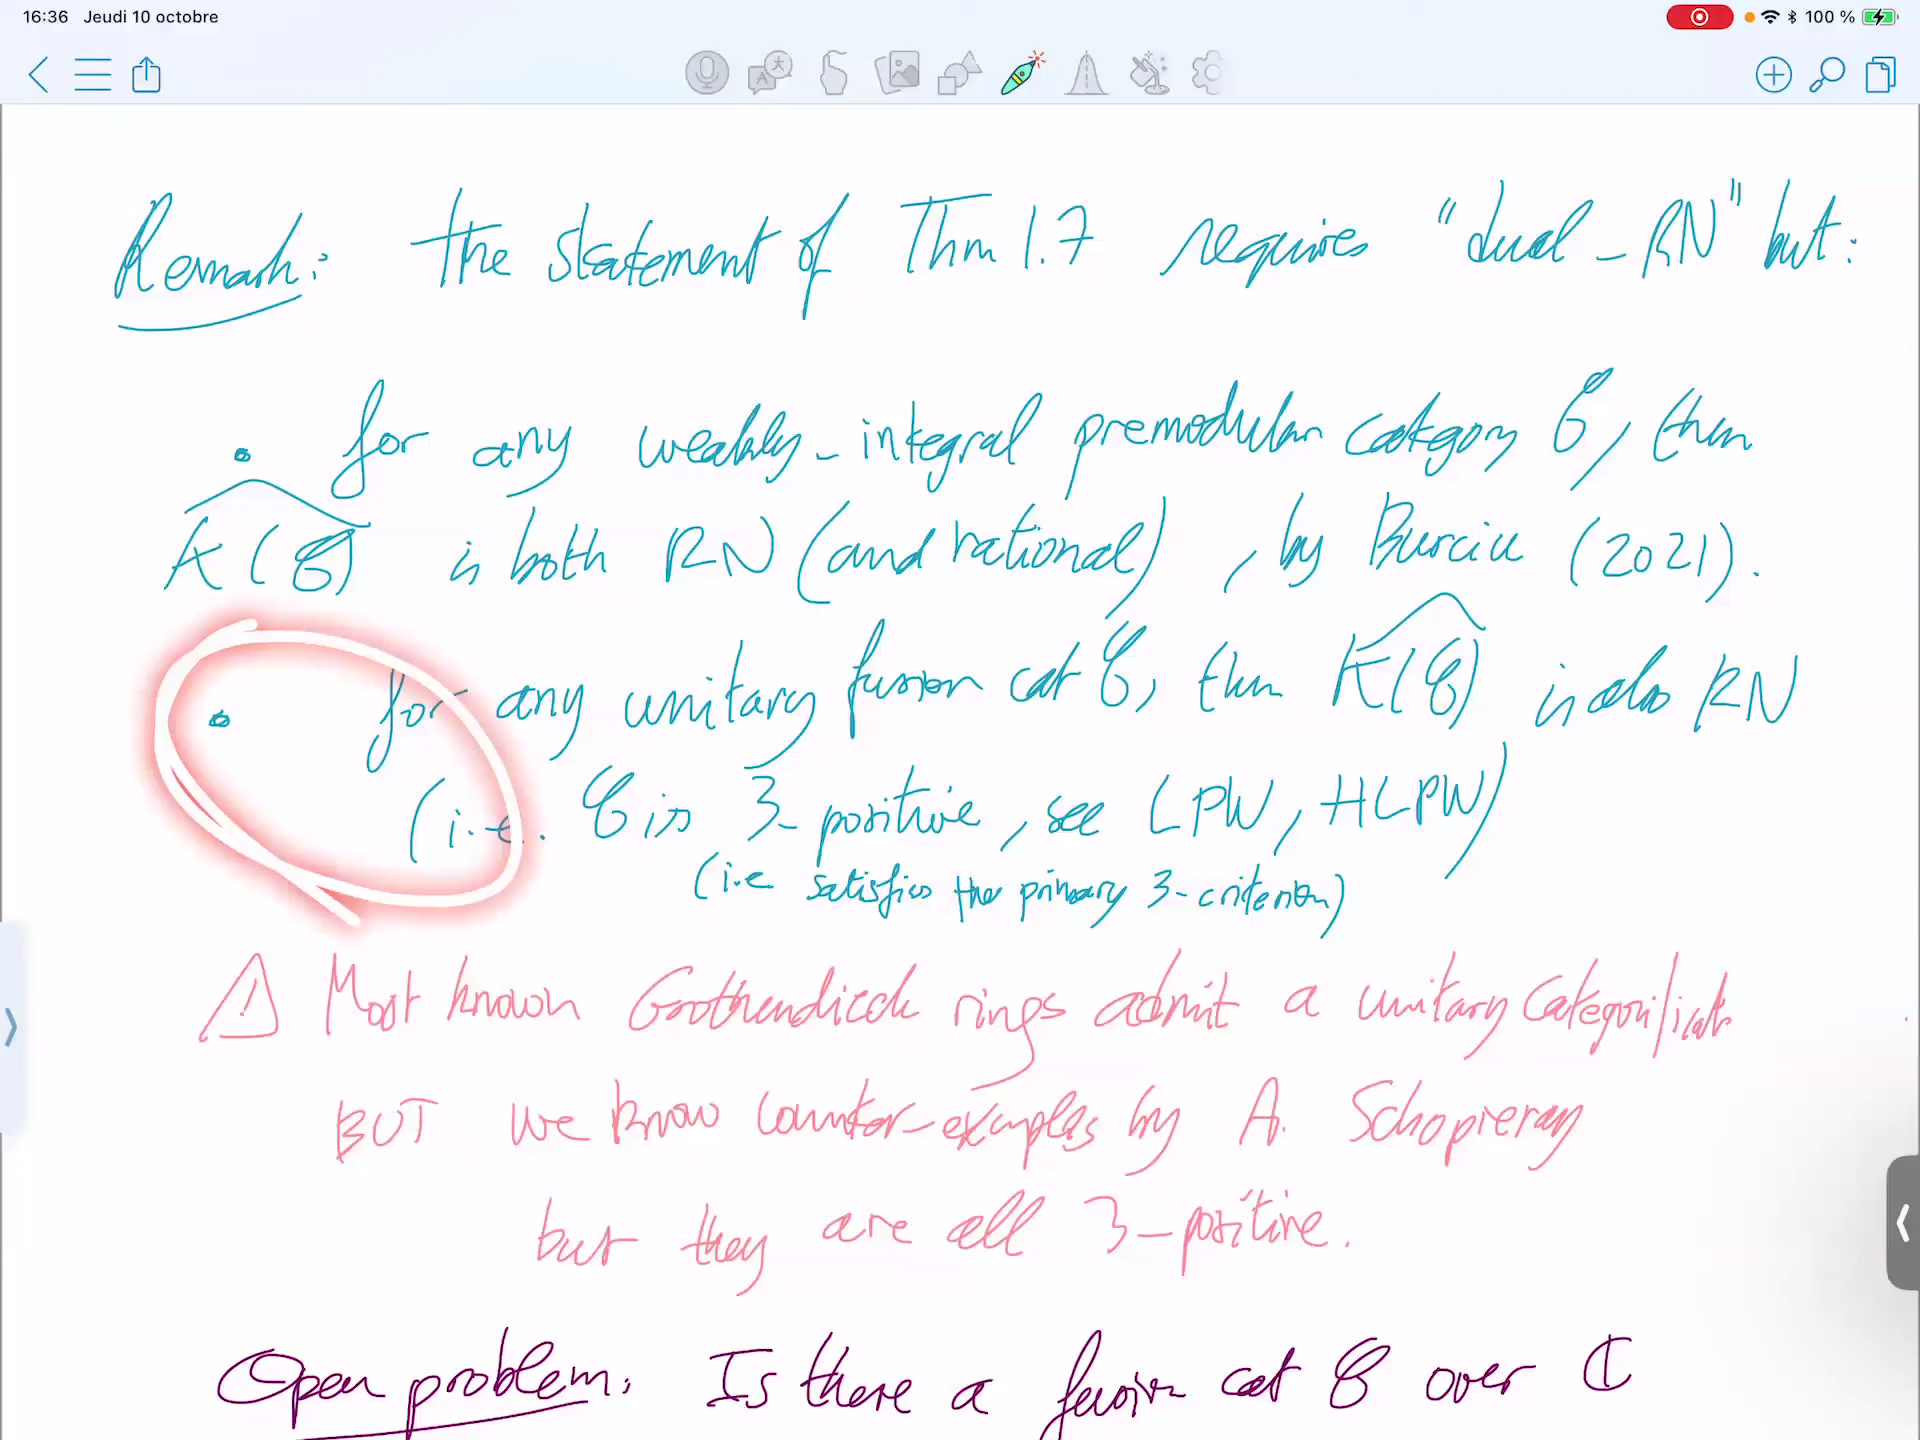 16:36 Jeudi 10 octobre 100 %
Remark: the statement of Thm 1.7 requires "dual-RN" but:
• for any weakly-integral premodular category 𝒞, then
K̂(𝒞) is both RN (and rational), by Burciu (2021).
• for any unitary fusion cat 𝒞, then K̂(𝒞) is also RN
(i.e. 𝒞 is 3-positive, see LPW, HLPW)
(i.e satisfies the primary 3-criterion)
⚠ Most known Grothendieck rings admit a unitary
BUT we know counter-examples by A. Schopieray
but they are all 3-positive.
Open problem: Is there a fusion cat 𝒞 over ℂ